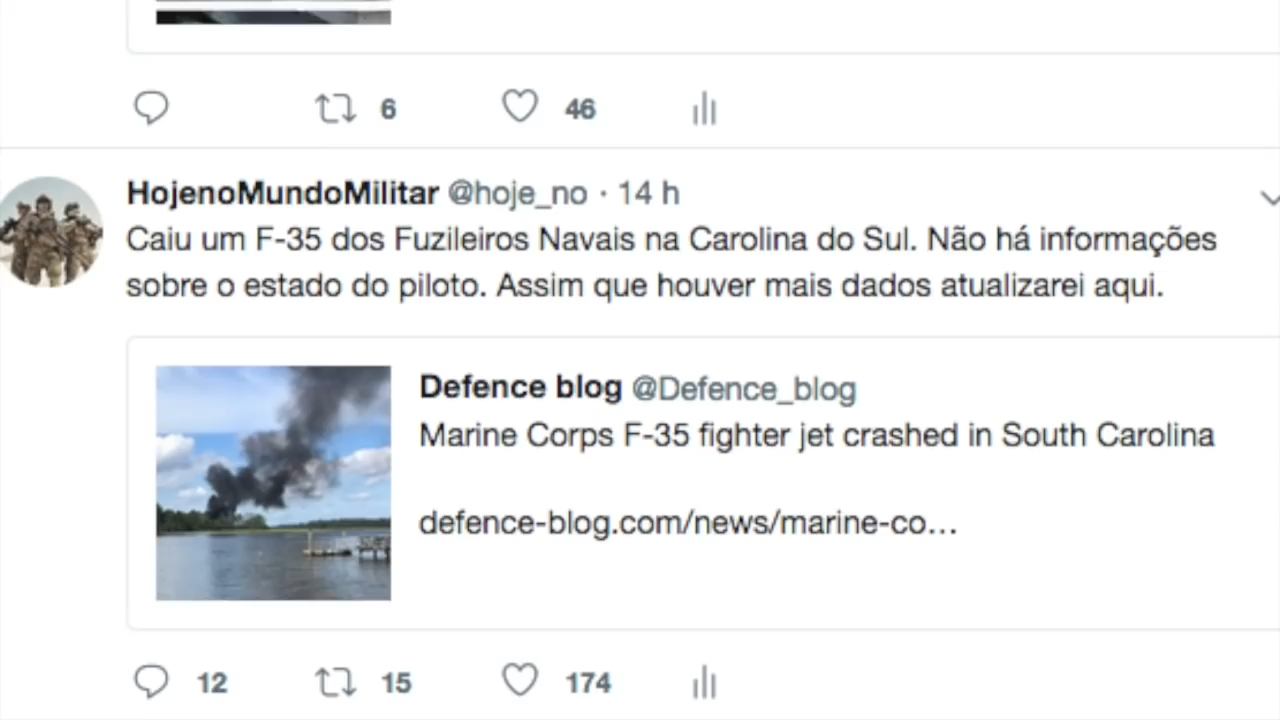 6 46
HojenoMundoMilitar @hoje_no · 14 h
Caiu um F-35 dos Fuzileiros Navais na Carolina do Sul. Não há informações
sobre o estado do piloto. Assim que houver mais dados atualizarei aqui.
Defence blog @Defence_blog
Marine Corps F-35 fighter jet crashed in South Carolina
defence-blog.com/news/marine-co...
12 15 174